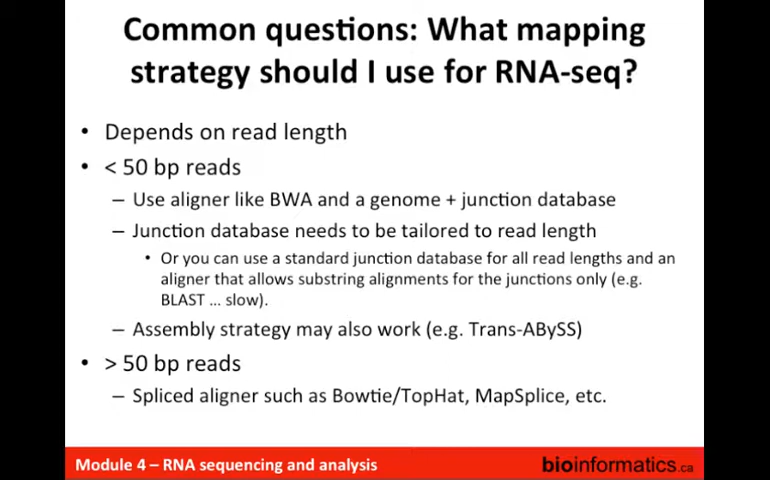 Common questions: What mapping
strategy should I use for RNA-seq?
• Depends on read length
• < 50 bp reads
– Use aligner like BWA and a genome + junction database
– Junction database needs to be tailored to read length
• Or you can use a standard junction database for all read lengths and an
aligner that allows substring alignments for the junctions only (e.g.
BLAST … slow).
– Assembly strategy may also work (e.g. Trans-ABySS)
• > 50 bp reads
– Spliced aligner such as Bowtie/TopHat, MapSplice, etc.
Module 4 – RNA sequencing and analysis
bioinformatics.ca